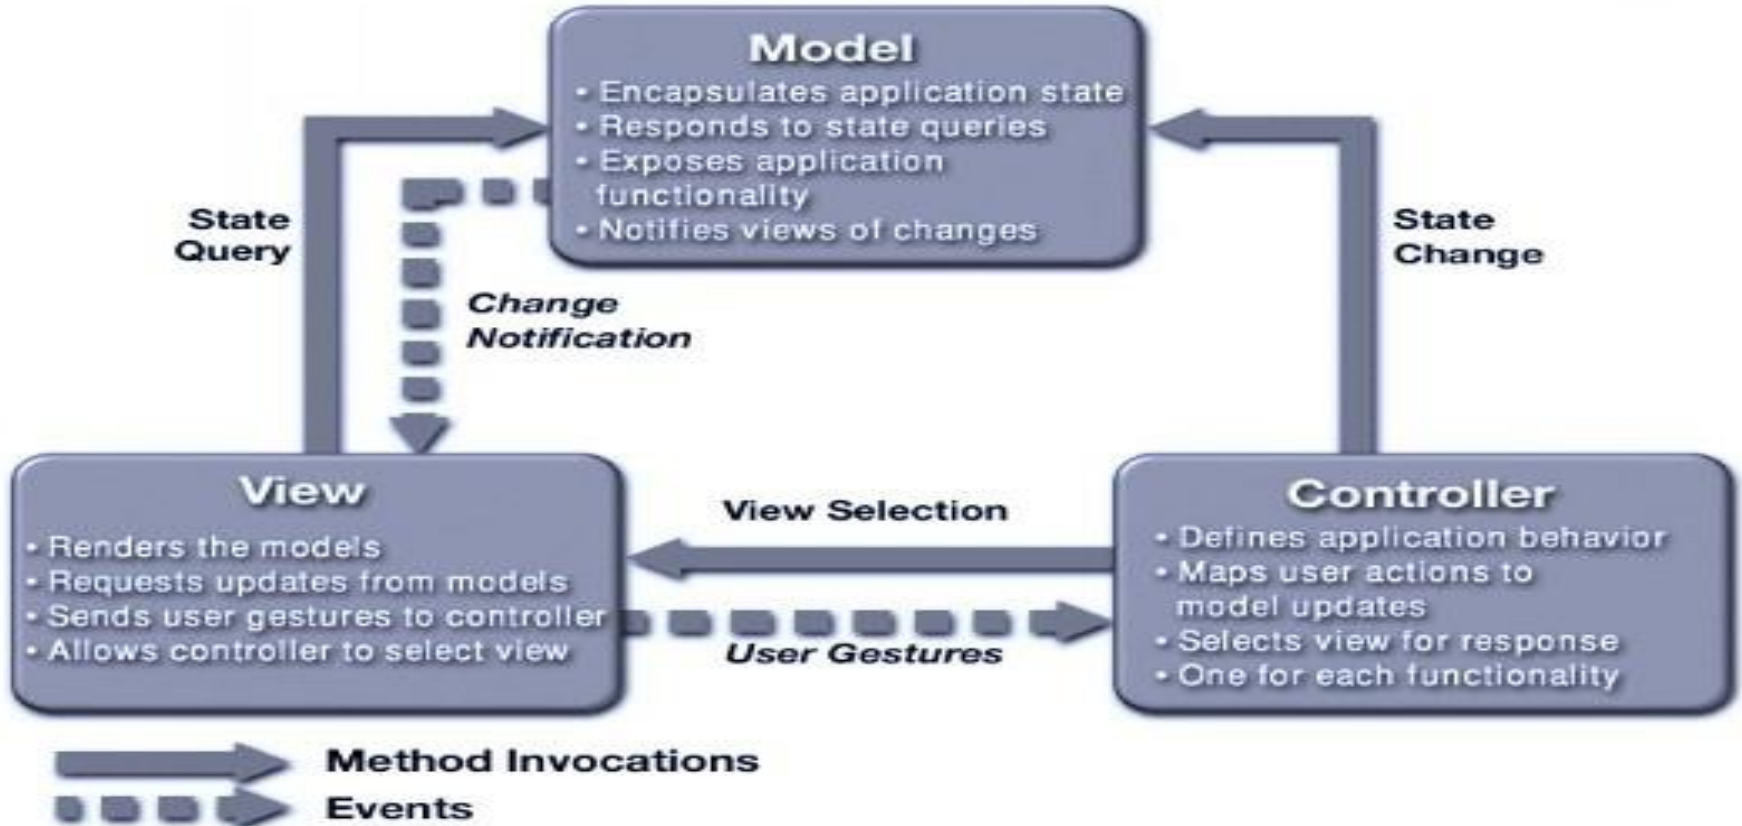 Model
• Encapsulates application state
• Responds to state queries
• Exposes application
functionality
• Notifies views of changes
State
Query
Change
Notification
State
Change
View
• Renders the models
• Requests updates from models
• Sends user gestures to controller
• Allows controller to select view
View Selection
User Gestures
Controller
• Defines application behavior
• Maps user actions to
model updates
• Selects view for response
• One for each functionality
Method Invocations
Events